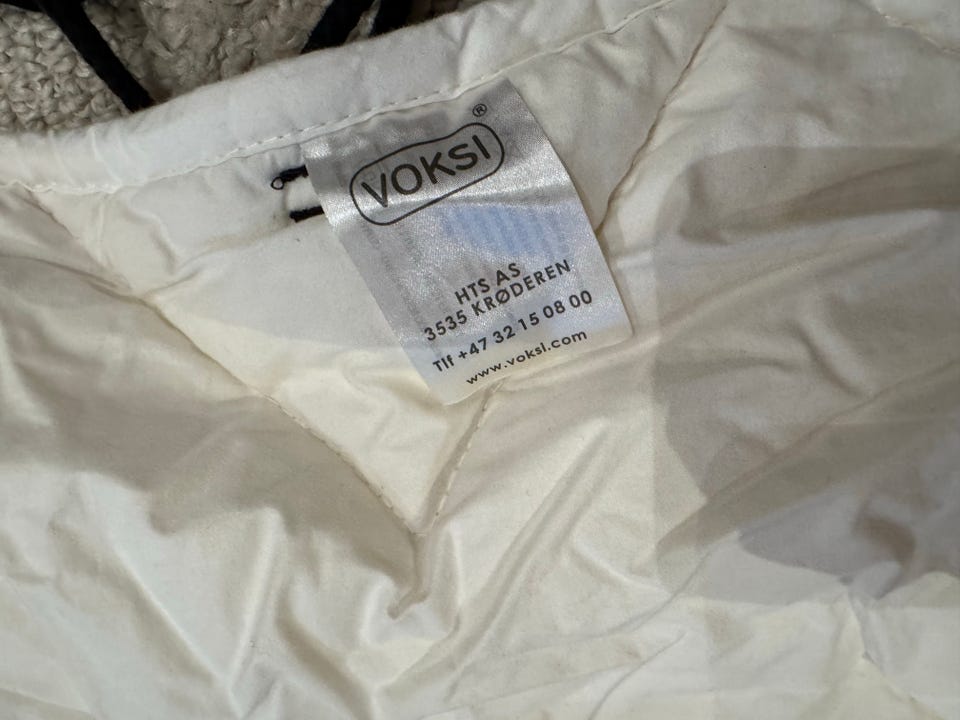 VOKSI®
HTS AS
3535 KRØDEREN
Tlf +47 32 15 08 00
www.voksi.com